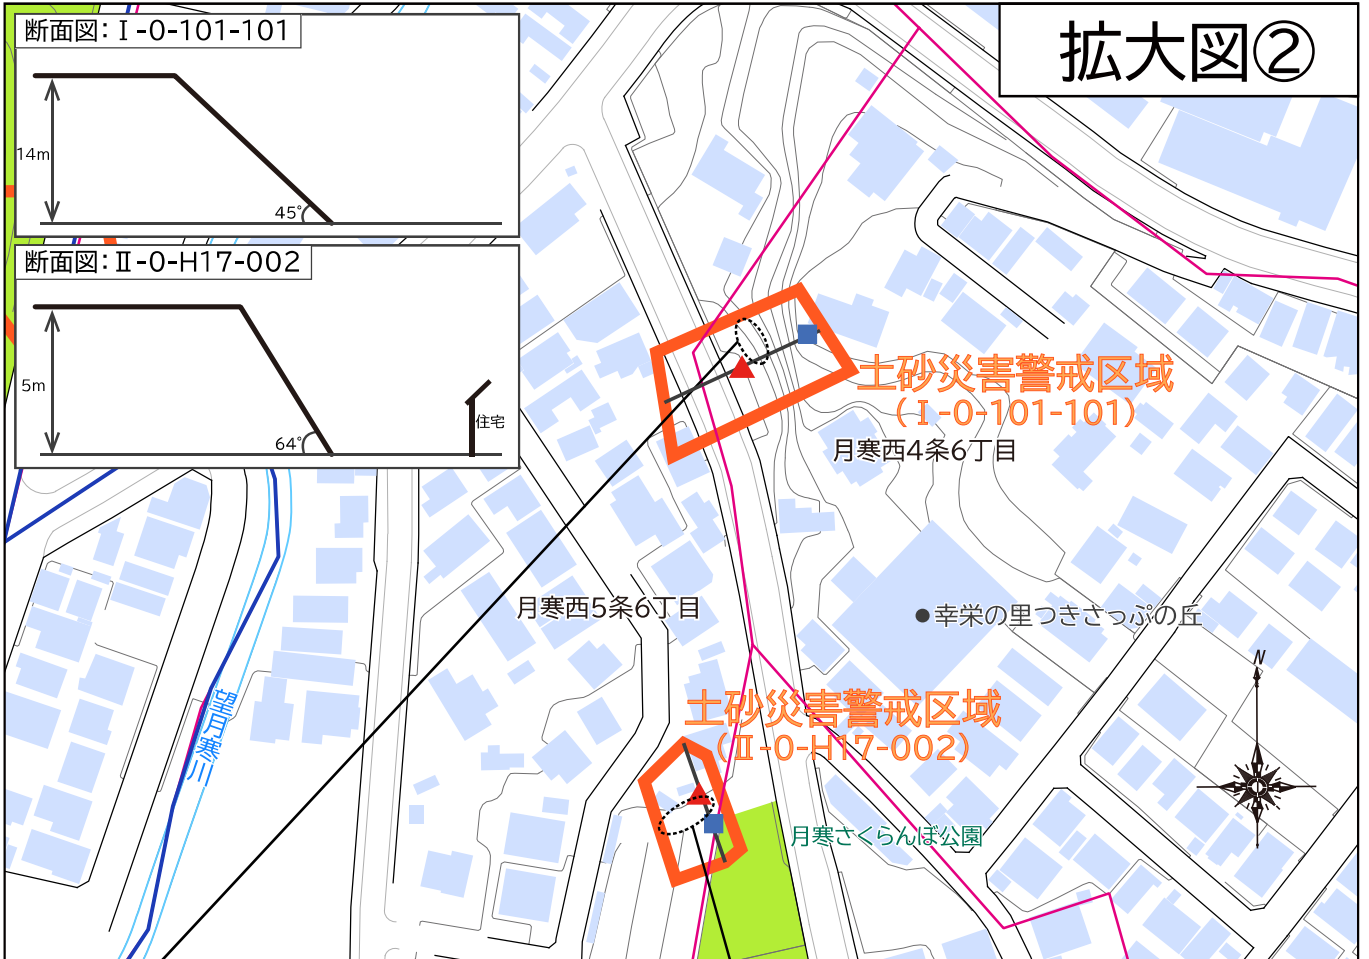 断面図：Ⅰ-0-101-101
14m
45°
断面図：Ⅱ-0-H17-002
5m
64°
住宅
拡大図②
土砂災害警戒区域
（Ⅰ-0-101-101）
月寒西4条6丁目
月寒西5条6丁目
幸栄の里つきさっぷの丘
N
望月寒川
土砂災害警戒区域
（Ⅱ-0-H17-002）
月寒さくらんぼ公園